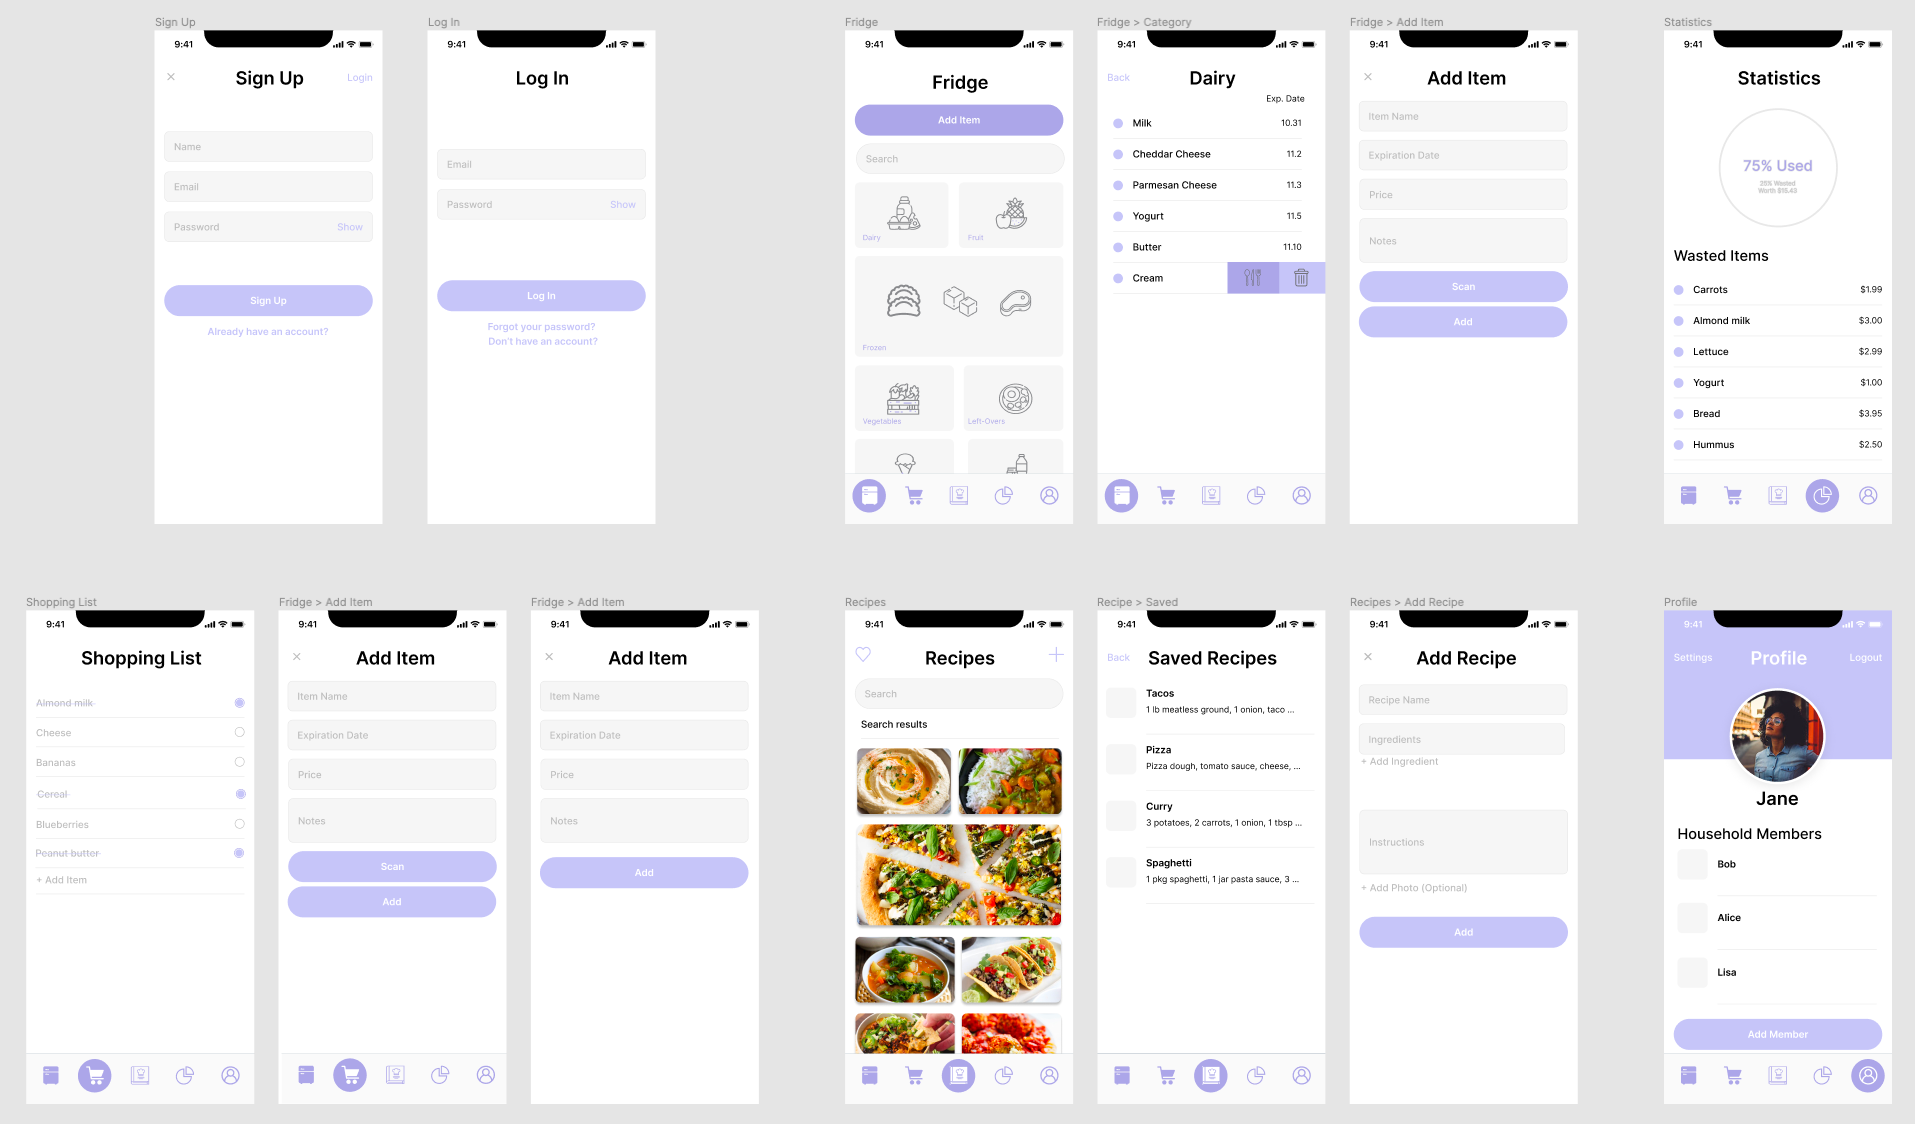 Sign Up
9:41
Sign Up
Login
Name
Email
Password
Show
Sign Up
Already have an account?
Log In
9:41
Log In
Email
Password
Show
Log In
Forgot your password?
Don't have an account?
Fridge
9:41
Fridge
Add Item
Search
Dairy
Fruit
Frozen
Vegetables
Left-Overs
Fridge > Category
9:41
Back
Dairy
Exp. Date
Milk 10.31
Cheddar Cheese 11.2
Parmesan Cheese 11.3
Yogurt 11.5
Butter 11.10
Cream
Fridge > Add Item
9:41
Add Item
Item Name
Expiration Date
Price
Notes
Scan
Add
Statistics
9:41
Statistics
75% Used
25% Wasted
Worth $15.43
Wasted Items
Carrots $1.99
Almond milk $3.00
Lettuce $2.99
Yogurt $1.00
Bread $3.95
Hummus $2.50
Shopping List
9:41
Shopping List
Almond milk
Cheese
Bananas
Cereal
Blueberries
Peanut butter
+ Add Item
Fridge > Add Item
9:41
Add Item
Item Name
Expiration Date
Price
Notes
Scan
Add
Fridge > Add Item
9:41
Add Item
Item Name
Expiration Date
Price
Notes
Add
Recipes
9:41
Recipes
Search
Search results
Recipe > Saved
9:41
Back
Saved Recipes
Tacos
1 lb meatless ground, 1 onion, taco ...
Pizza
Pizza dough, tomato sauce, cheese, ...
Curry
3 potatoes, 2 carrots, 1 onion, 1 tbsp ...
Spaghetti
1 pkg spaghetti, 1 jar pasta sauce, 3 ...
Recipes > Add Recipe
9:41
Add Recipe
Recipe Name
Ingredients
+ Add Ingredient
Instructions
+ Add Photo (Optional)
Add
Profile
9:41
Settings
Profile
Logout
Jane
Household Members
Bob
Alice
Lisa
Add Member